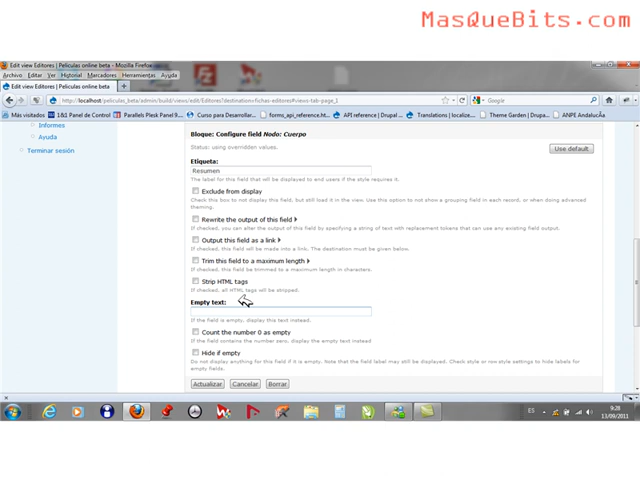 MasQueBits.com
Edit view Editores | Peliculas online beta - Mozilla Firefox
Archivo Editar Ver Historial Marcadores Herramientas Ayuda
Edit view Editores | Peliculas online beta
http://localhost/peliculas_beta/admin/build/views/edit/Editores?destination=fichas-editores#views-tab-page_1
Google
Más visitados 1&1 Panel de Control Parallels Plesk Panel 9.... Curso para Desarrollar... forms_api_reference.ht... API reference | Drupal ... Translations | localize.... Theme Garden | Drupal... ANPE AndalucÃa
Informes
Ayuda
Terminar sesión
Bloque: Configure field Nodo: Cuerpo
Status: using overridden values.
Use default
Etiqueta:
Resumen
The label for this field that will be displayed to end users if the style requires it.
Exclude from display
Check this box to not display this field, but still load it in the view. Use this option to not show a grouping field in each record, or when doing advanced
theming.
Rewrite the output of this field
If checked, you can alter the output of this field by specifying a string of text with replacement tokens that can use any existing field output.
Output this field as a link
If checked, this field will be made into a link. The destination must be given below.
Trim this field to a maximum length
If checked, this field be trimmed to a maximum length in characters.
Strip HTML tags
If checked, all HTML tags will be stripped.
Empty text:
If the field is empty, display this text instead.
Count the number 0 as empty
If the field contains the number zero, display the empty text instead
Hide if empty
Do not display anything for this field if it is empty. Note that the field label may still be displayed. Check style or row style settings to hide labels for
empty fields.
Actualizar Cancelar Borrar
ES
9:28
13/09/2011